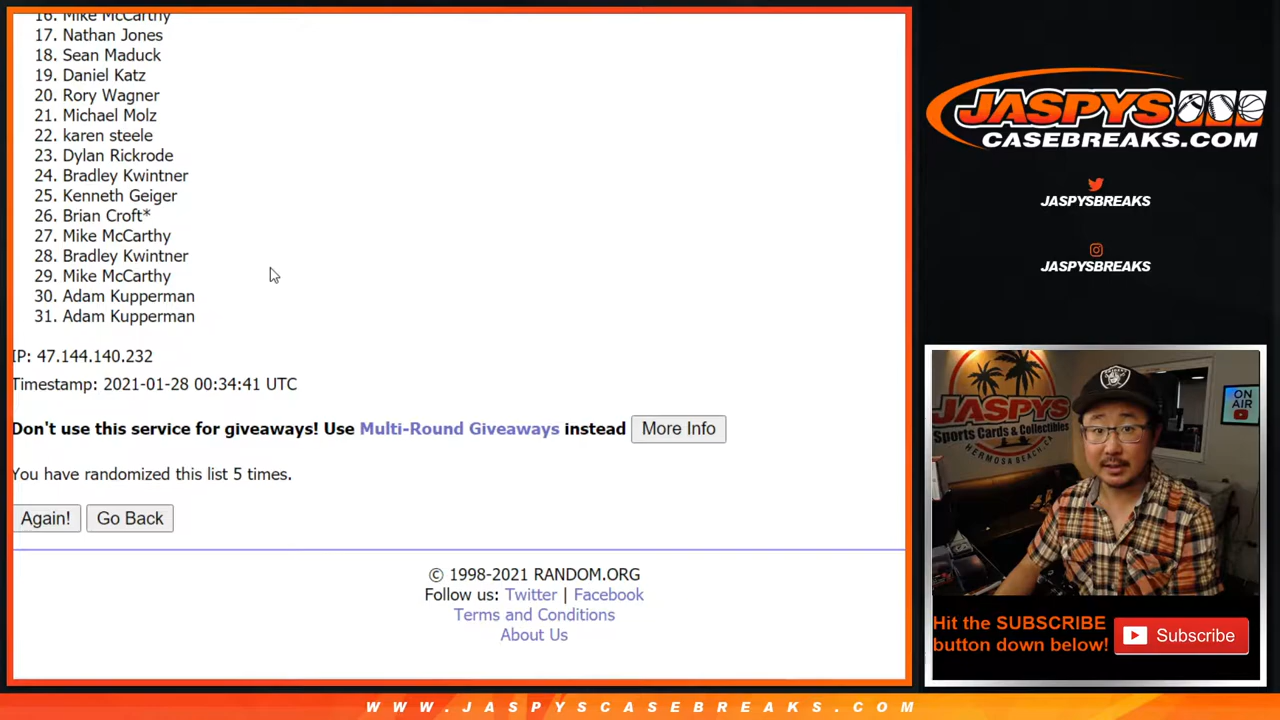 16. Mike McCarthy
17. Nathan Jones
18. Sean Maduck
19. Daniel Katz
20. Rory Wagner
21. Michael Molz
22. karen steele
23. Dylan Rickrode
24. Bradley Kwintner
25. Kenneth Geiger
26. Brian Croft*
27. Mike McCarthy
28. Bradley Kwintner
29. Mike McCarthy
30. Adam Kupperman
31. Adam Kupperman
IP: 47.144.140.232
Timestamp: 2021-01-28 00:34:41 UTC
Don't use this service for giveaways! Use Multi-Round Giveaways instead More Info
You have randomized this list 5 times.
Again! Go Back
© 1998-2021 RANDOM.ORG
Follow us: Twitter | Facebook
Terms and Conditions
About Us
JASPYS
CASEBREAKS.COM
JASPYSBREAKS
JASPYSBREAKS
JASPYS
Sports Cards & Collectibles
HERMOSA BEACH, CA
RAIDERS
ON
AIR
Hit the SUBSCRIBE
button down below!
Subscribe
WWW.JASPYSCASEBREAKS.COM